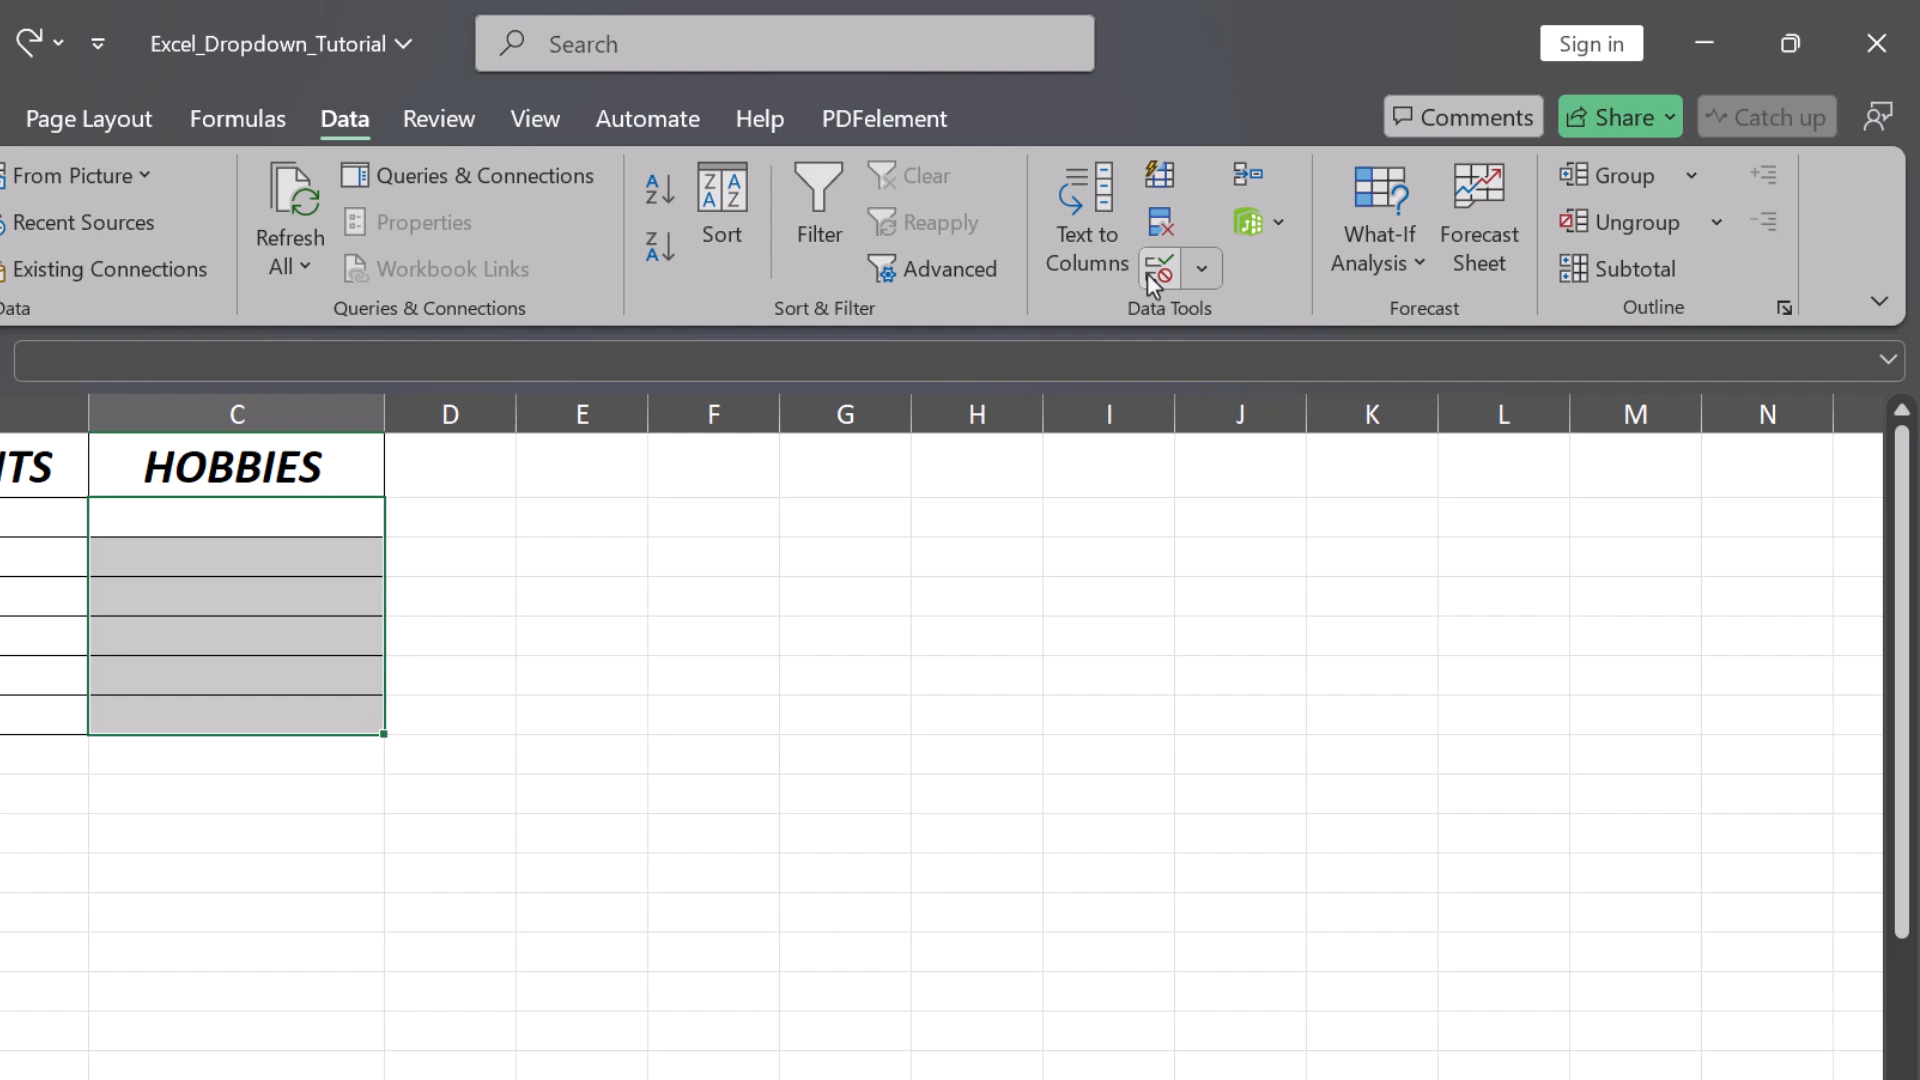 Excel_Dropdown_Tutorial
Search
Sign in
Page Layout
Formulas
Data
Review
View
Automate
Help
PDFelement
Comments
Share
Catch up
From Picture
Recent Sources
Existing Connections
Refresh
All
Queries & Connections
Properties
Workbook Links
Queries & Connections
Sort
Filter
Clear
Reapply
Advanced
Sort & Filter
Text to
Columns
Data Tools
What-If
Analysis
Forecast
Sheet
Forecast
Group
Ungroup
Subtotal
Outline
C D E F G H I J K L M N
HOBBIES